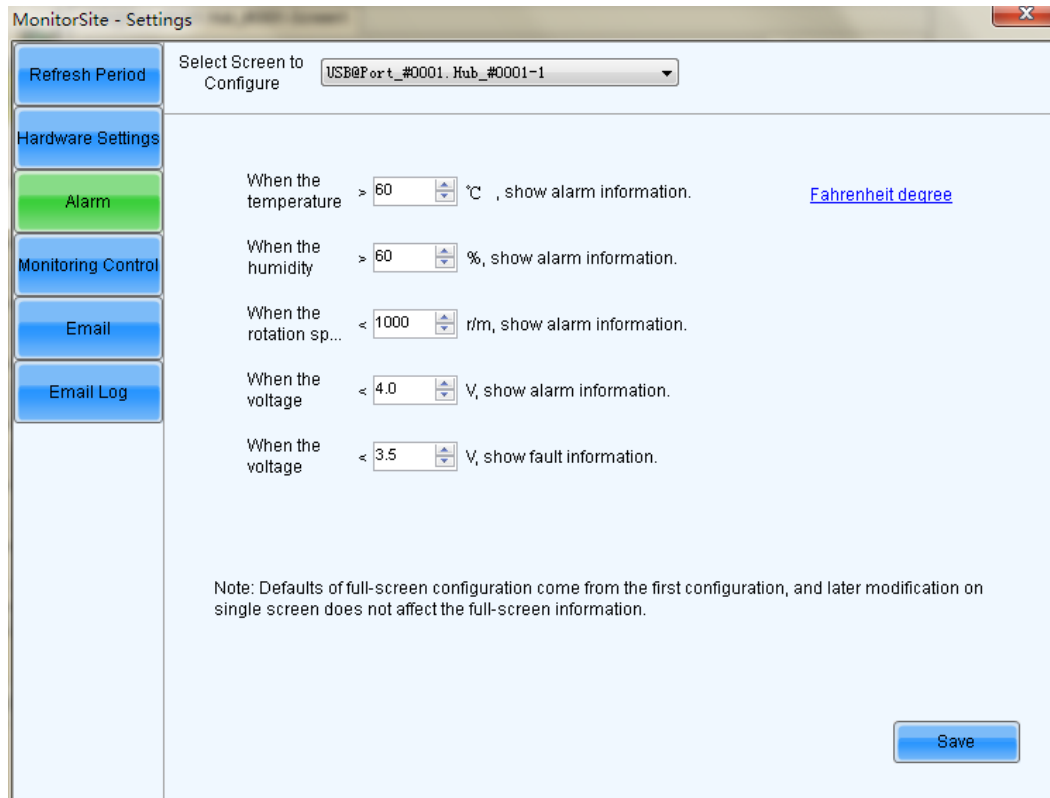 MonitorSite - Settings
Refresh Period
Hardware Settings
Alarm
Monitoring Control
Email
Email Log
Select Screen to
Configure
USB@Port_#0001.Hub_#0001-1
When the
temperature > 60 ℃ , show alarm information.
Fahrenheit degree
When the
humidity > 60 %, show alarm information.
When the
rotation sp... < 1000 r/m, show alarm information.
When the
voltage < 4.0 V, show alarm information.
When the
voltage < 3.5 V, show fault information.
Note: Defaults of full-screen configuration come from the first configuration, and later modification on
single screen does not affect the full-screen information.
Save